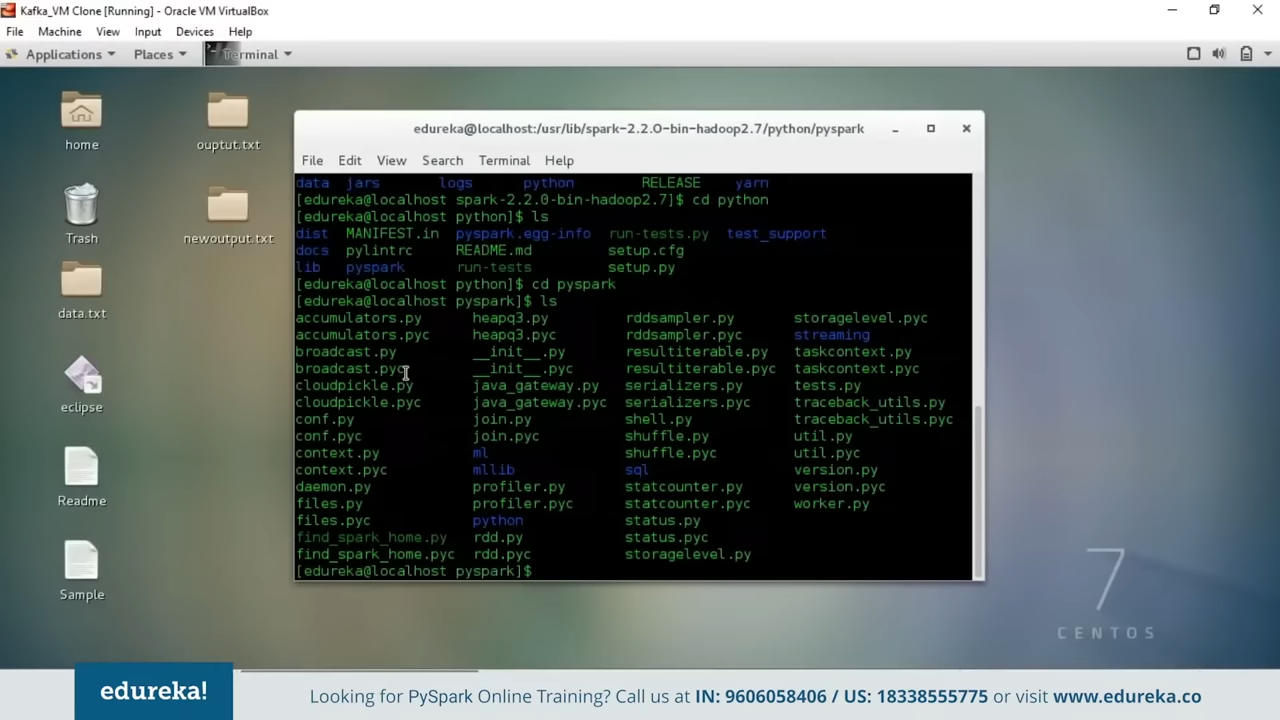 Kafka_VM Clone [Running] - Oracle VM VirtualBox
File Machine View Input Devices Help
Applications Places Terminal
home
ouptut.txt
Trash
newoutput.txt
data.txt
eclipse
Readme
Sample
edureka@localhost:/usr/lib/spark-2.2.0-bin-hadoop2.7/python/pyspark
File Edit View Search Terminal Help
data jars logs python RELEASE yarn
[edureka@localhost spark-2.2.0-bin-hadoop2.7]$ cd python
[edureka@localhost python]$ ls
dist MANIFEST.in pyspark.egg-info run-tests.py test_support
docs pylintrc README.md setup.cfg
lib pyspark run-tests setup.py
[edureka@localhost python]$ cd pyspark
[edureka@localhost pyspark]$ ls
accumulators.py heapq3.py rddsampler.py storagelevel.pyc
accumulators.pyc heapq3.pyc rddsampler.pyc streaming
broadcast.py __init__.py resultiterable.py taskcontext.py
broadcast.pyc __init__.pyc resultiterable.pyc taskcontext.pyc
cloudpickle.py java_gateway.py serializers.py tests.py
cloudpickle.pyc java_gateway.pyc serializers.pyc traceback_utils.py
conf.py join.py shell.py traceback_utils.pyc
conf.pyc join.pyc shuffle.py util.py
context.py ml shuffle.pyc util.pyc
context.pyc mllib sql version.py
daemon.py profiler.py statcounter.py version.pyc
files.py profiler.pyc statcounter.pyc worker.py
files.pyc python status.py
find_spark_home.py rdd.py status.pyc
find_spark_home.pyc rdd.pyc storagelevel.py
[edureka@localhost pyspark]$
7
CENTOS
edureka!
Looking for PySpark Online Training? Call us at IN: 9606058406 / US: 18338555775 or visit www.edureka.co